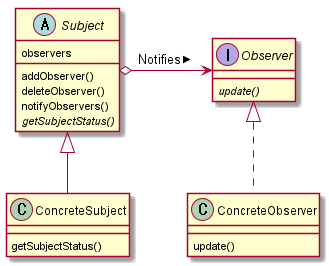 A Subject
observers
addObserver()
deleteObserver()
notifyObservers()
getSubjectStatus()
Notifies ▶
I Observer
update()
C ConcreteSubject
getSubjectStatus()
C ConcreteObserver
update()